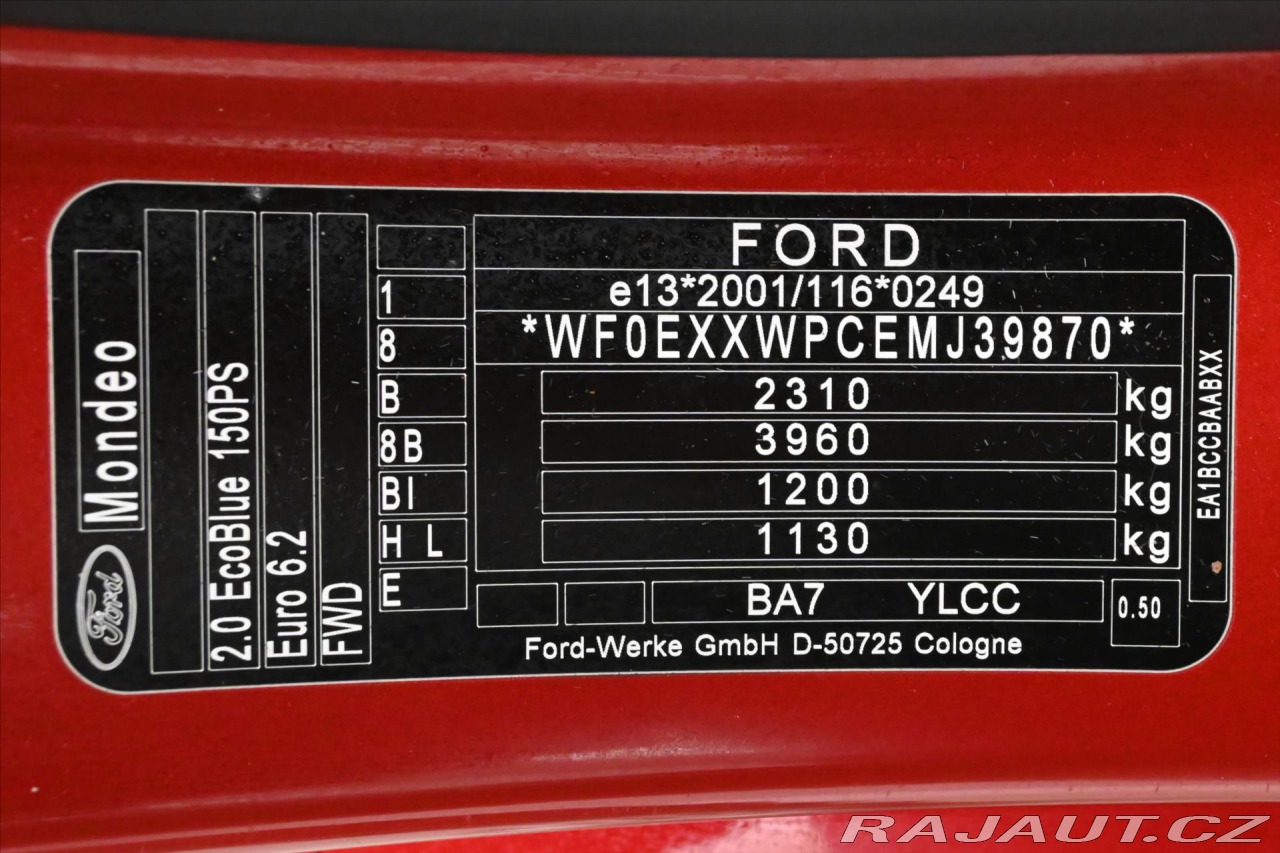 Mondeo
Ford
2.0 EcoBlue 150PS
Euro 6.2
FWD
1
8
B
8B
BI
H L
E
FORD
e13*2001/116*0249
*WF0EXXWPCEMJ39870*
2310 kg
3960 kg
1200 kg
1130 kg
BA7 YLCC
0.50
Ford-Werke GmbH D-50725 Cologne
EA1BCCBAABXX
RAJAUT.CZ